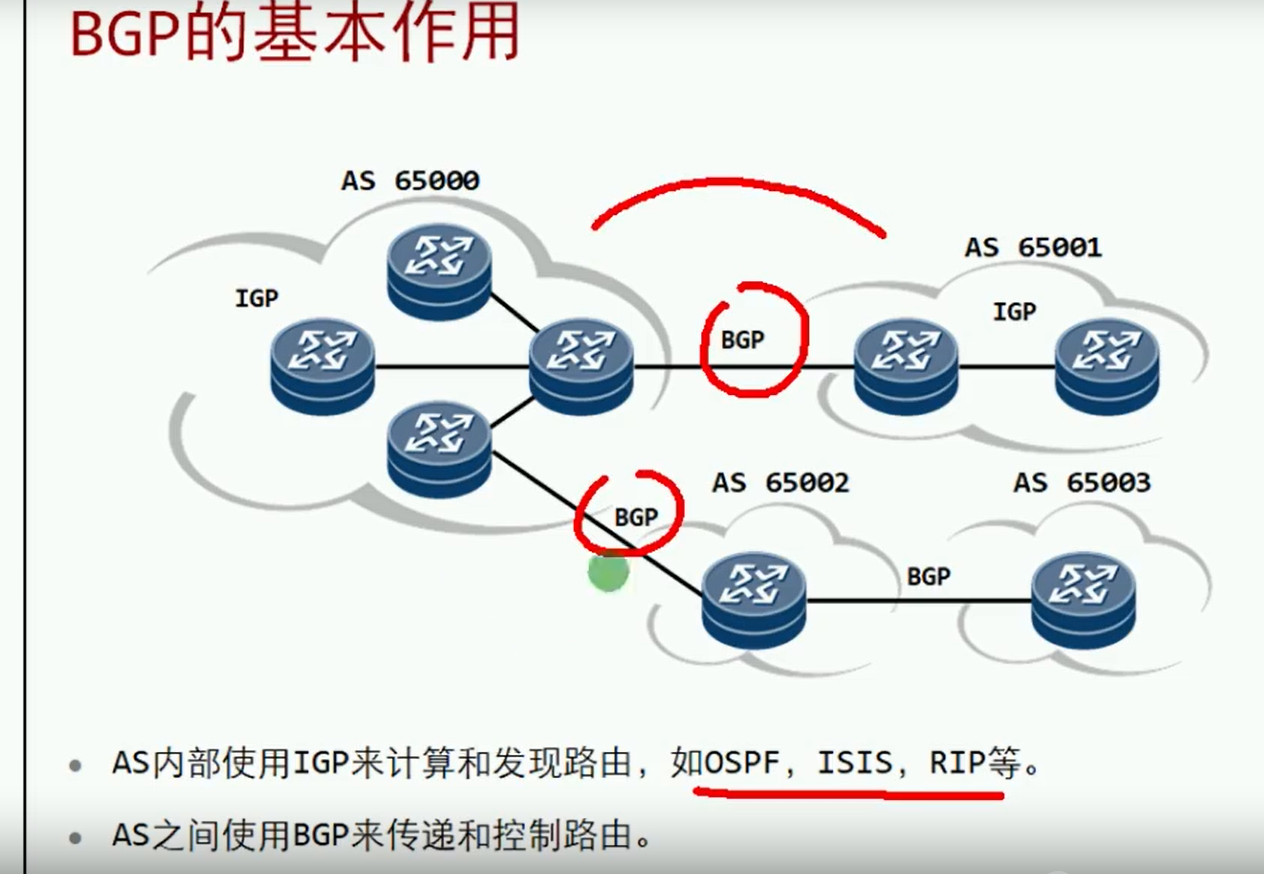 BGP的基本作用
AS 65000
AS 65001
IGP
IGP
BGP
AS 65002
AS 65003
BGP
BGP
AS内部使用IGP来计算和发现路由，如OSPF，ISIS，RIP等。
AS之间使用BGP来传递和控制路由。